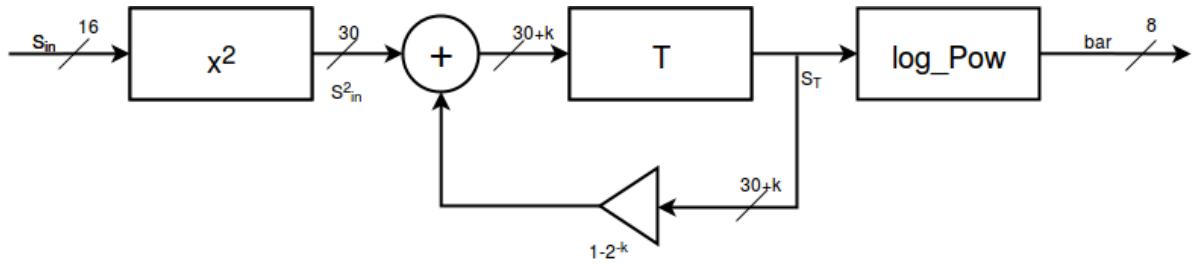 16
30
30+k
8
S_in
x²
+
T
log_Pow
bar
S²_in
S_T
30+k
1-2^-k